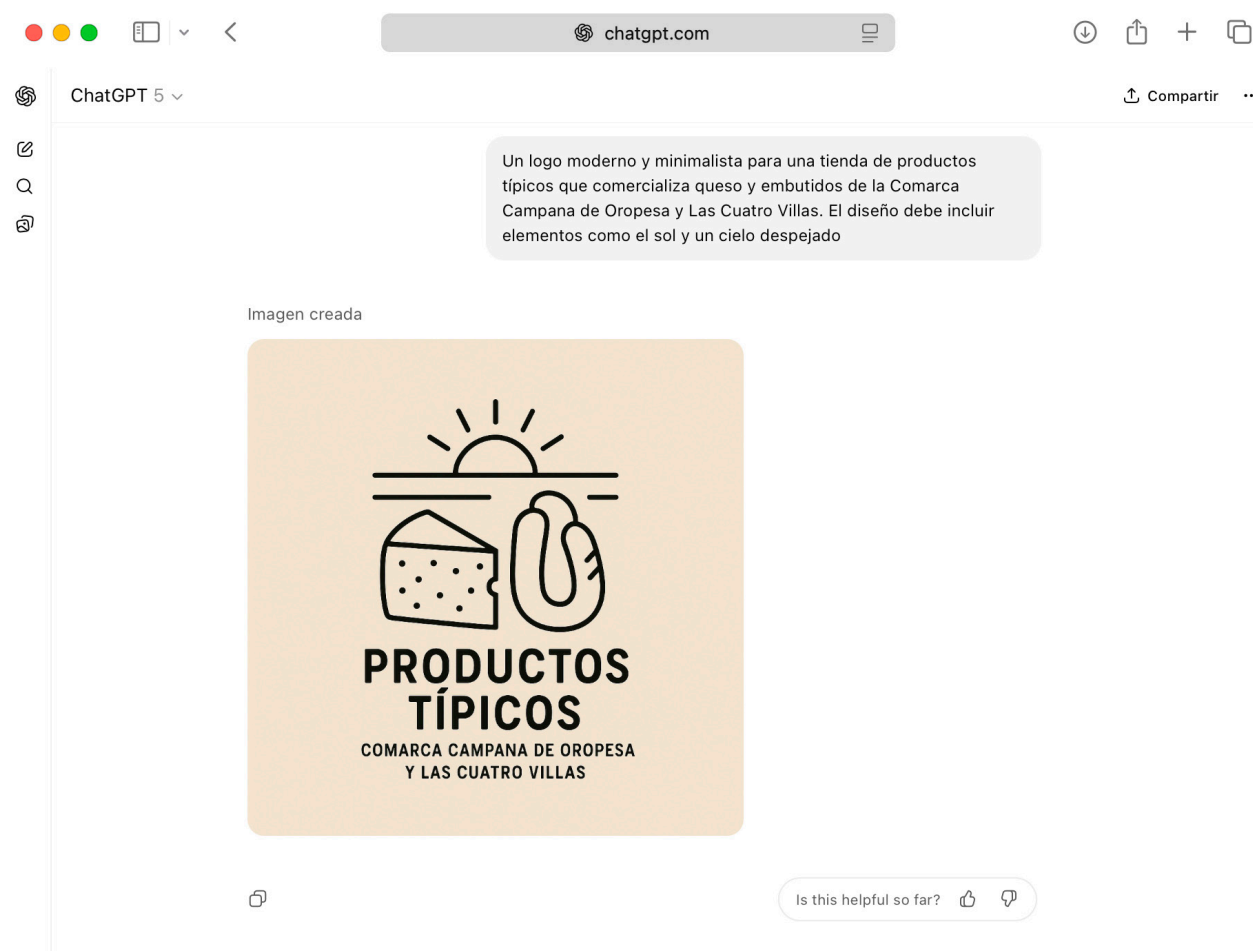 chatgpt.com
ChatGPT 5
Compartir
Un logo moderno y minimalista para una tienda de productos
típicos que comercializa queso y embutidos de la Comarca
Campana de Oropesa y Las Cuatro Villas. El diseño debe incluir
elementos como el sol y un cielo despejado
Imagen creada
PRODUCTOS
TÍPICOS
COMARCA CAMPANA DE OROPESA
Y LAS CUATRO VILLAS
Is this helpful so far?